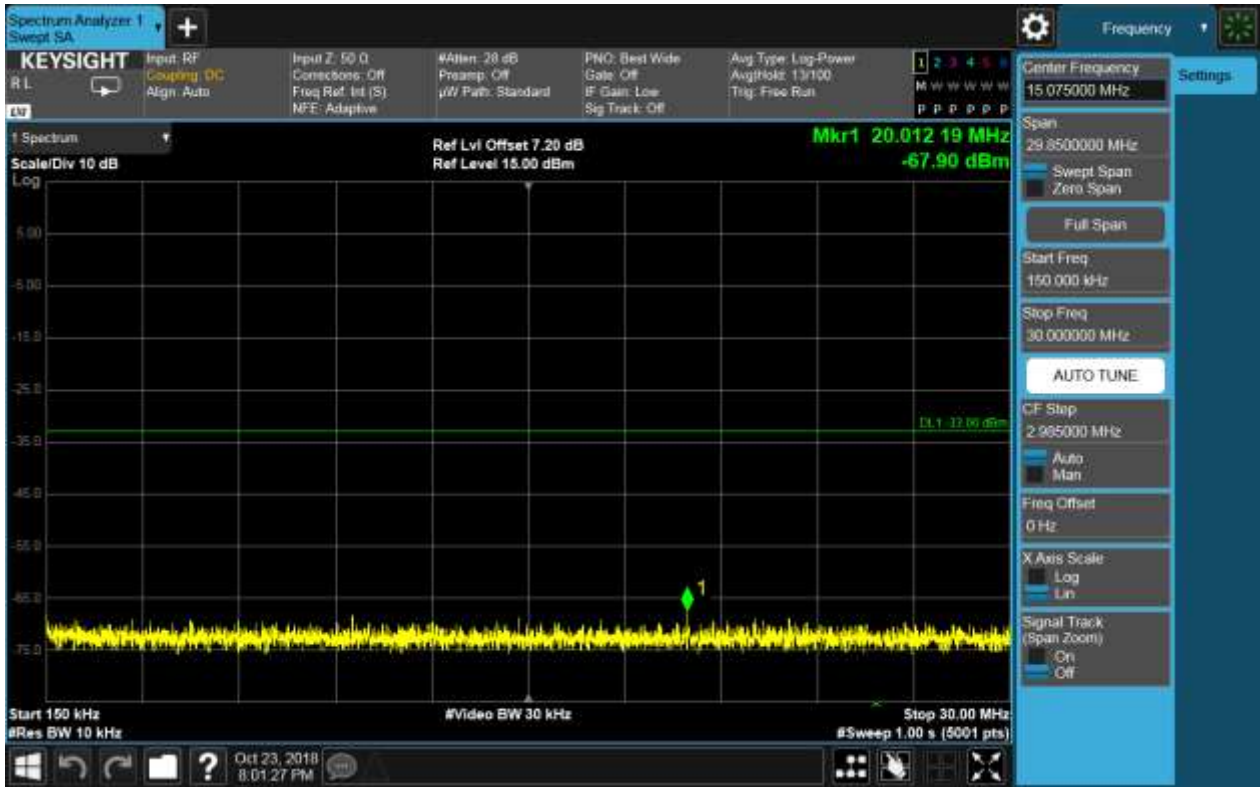 Spectrum Analyzer 1
Swept SA
+
Frequency
KEYSIGHT
R L
Input: RF
Coupling: DC
Align: Auto
Input Z: 50 Ω
Corrections: Off
Freq Ref: Int (S)
NFE: Adaptive
#Atten: 28 dB
Preamp: Off
µW Path: Standard
PNO: Best Wide
Gate: Off
IF Gain: Low
Sig Track: Off
Avg Type: Log-Power
Avg|Hold: 13/100
Trig: Free Run
1 2 3 4 5 6
M W W W W W
P P P P P P
1 Spectrum
Scale/Div 10 dB
Ref Lvl Offset 7.20 dB
Ref Level 15.00 dBm
Mkr1 20.012 19 MHz
-67.90 dBm
Log
5.00
-5.00
-15.0
-25.0
-35.0
-45.0
-55.0
-65.0
-75.0
1
Start 150 kHz
#Res BW 10 kHz
#Video BW 30 kHz
Stop 30.00 MHz
#Sweep 1.00 s (5001 pts)
Center Frequency
15.075000 MHz
Settings
Span
29.8500000 MHz
Swept Span
Zero Span
Full Span
Start Freq
150.000 kHz
Stop Freq
30.000000 MHz
AUTO TUNE
CF Step
2.985000 MHz
Auto
Man
Freq Offset
0 Hz
X Axis Scale
Log
Lin
Signal Track
(Span Zoom)
On
Off
?
Oct 23, 2018
8:01:27 PM